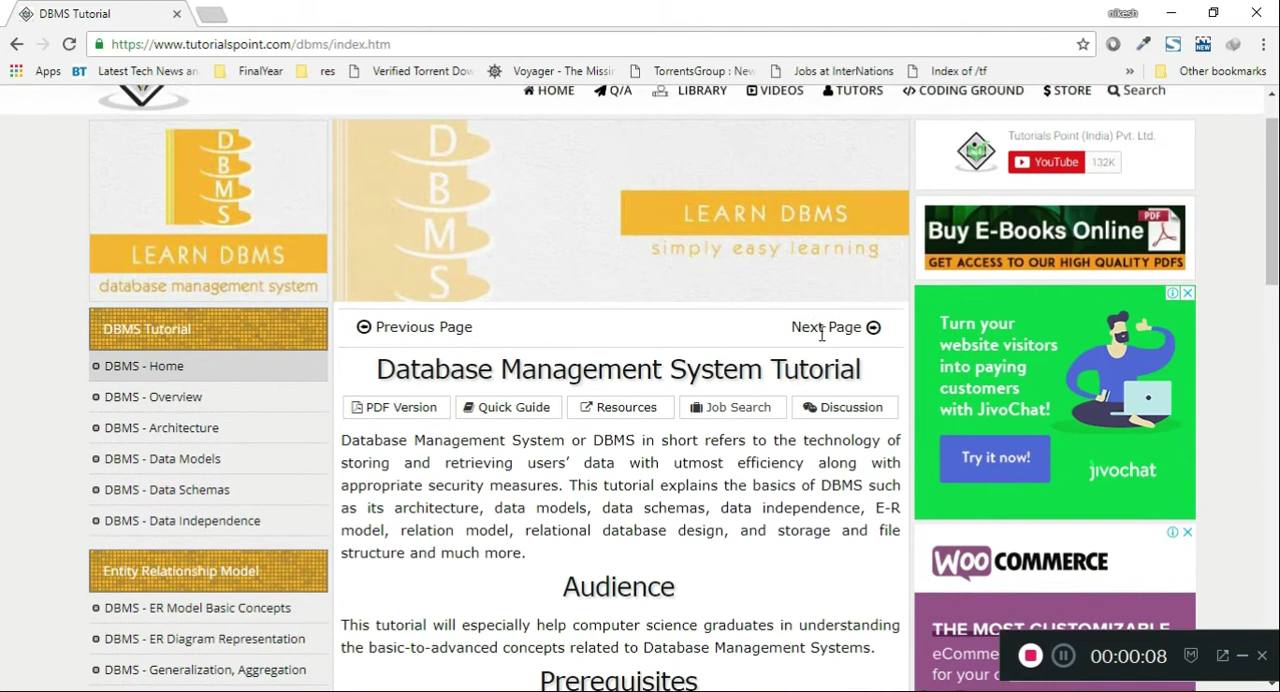 DBMS Tutorial
nikesh
https://www.tutorialspoint.com/dbms/index.htm
Apps BT Latest Tech News an FinalYear res Verified Torrent Dow Voyager - The Missin TorrentsGroup : New Jobs at InterNations Index of /tf » Other bookmarks
HOME Q/A LIBRARY VIDEOS TUTORS </> CODING GROUND $ STORE Search
D
B
M
S
LEARN DBMS
database management system
D
B
M
S
LEARN DBMS
simply easy learning
Tutorials Point (India) Pvt. Ltd.
YouTube 132K
Buy E-Books Online PDF
GET ACCESS TO OUR HIGH QUALITY PDFS
DBMS Tutorial
DBMS - Home
DBMS - Overview
DBMS - Architecture
DBMS - Data Models
DBMS - Data Schemas
DBMS - Data Independence
Entity Relationship Model
DBMS - ER Model Basic Concepts
DBMS - ER Diagram Representation
DBMS - Generalization, Aggregation
Previous Page Next Page
Database Management System Tutorial
PDF Version Quick Guide Resources Job Search Discussion
Database Management System or DBMS in short refers to the technology of
storing and retrieving users’ data with utmost efficiency along with
appropriate security measures. This tutorial explains the basics of DBMS such
as its architecture, data models, data schemas, data independence, E-R
model, relation model, relational database design, and storage and file
structure and much more.
Audience
This tutorial will especially help computer science graduates in understanding
the basic-to-advanced concepts related to Database Management Systems.
Prerequisites
Turn your
website visitors
into paying
customers
with JivoChat!
Try it now!
jivochat
WOO COMMERCE
THE MOST CUSTOMIZABLE
eComme
for your
00:00:08